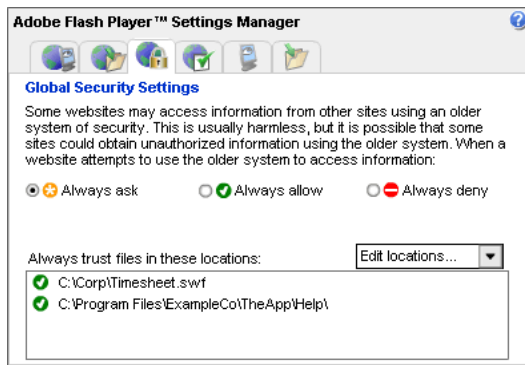 Adobe Flash Player™ Settings Manager
?
Global Security Settings
Some websites may access information from other sites using an older
system of security. This is usually harmless, but it is possible that some
sites could obtain unauthorized information using the older system. When a
website attempts to use the older system to access information:
Always ask Always allow Always deny
Always trust files in these locations: Edit locations...
C:\Corp\Timesheet.swf
C:\Program Files\ExampleCo\TheApp\Help\